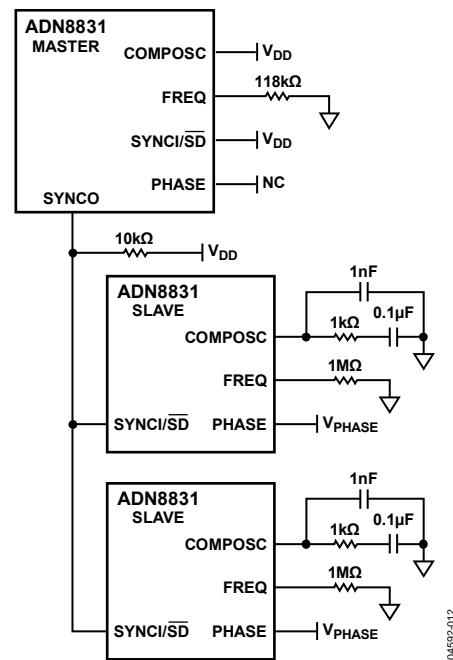 ADN8831
MASTER
COMPOSC
VDD
FREQ
118kΩ
SYNCI/SD
VDD
PHASE
NC
SYNCO
10kΩ
VDD
ADN8831
SLAVE
COMPOSC
1nF
1kΩ
0.1µF
FREQ
1MΩ
SYNCI/SD
PHASE
VPHASE
ADN8831
SLAVE
COMPOSC
1nF
1kΩ
0.1µF
FREQ
1MΩ
SYNCI/SD
PHASE
VPHASE
04592-012